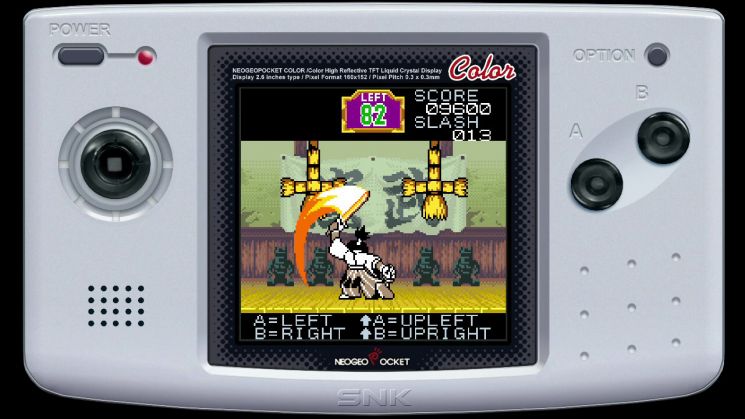 POWER
OPTION
NEOGEOPOCKET COLOR /Color High Reflective TFT Liquid Crystal Display
Display 2.6 inches type / Pixel Format 160x152 / Pixel Pitch 0.3 x 0.3mm
Color
B
A
LEFT
82
SCORE
09600
SLASH
013
A=LEFT ⬆A=UPLEFT
B=RIGHT ⬆B=UPRIGHT
NEOGEO POCKET
SNK